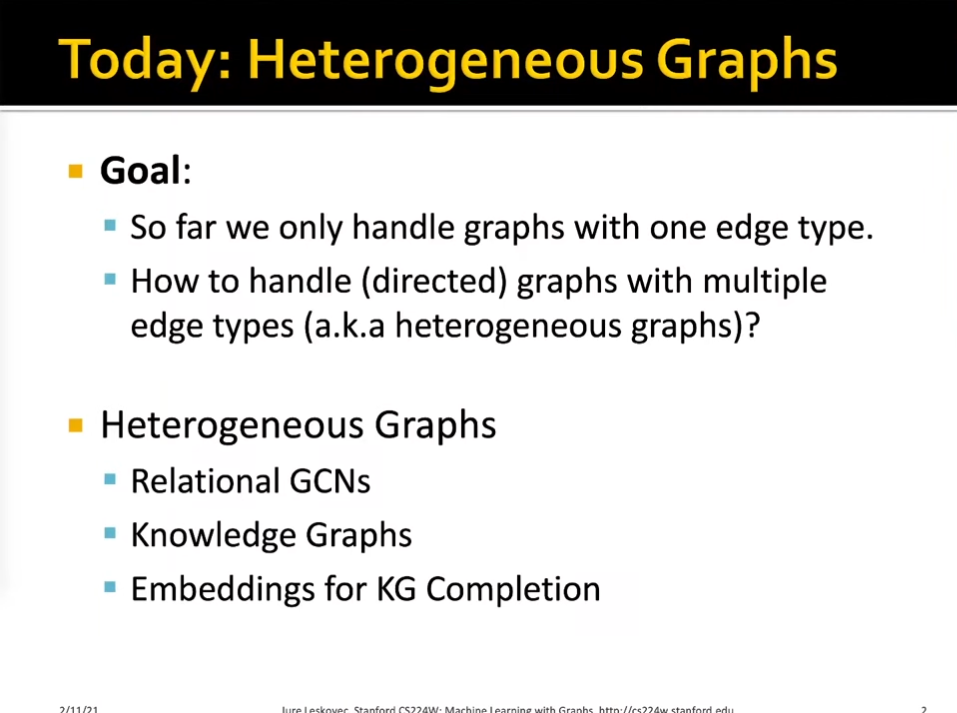 Today: Heterogeneous Graphs
Goal:
So far we only handle graphs with one edge type.
How to handle (directed) graphs with multiple
edge types (a.k.a heterogeneous graphs)?
Heterogeneous Graphs
Relational GCNs
Knowledge Graphs
Embeddings for KG Completion
2/11/21
Jure Leskovec, Stanford CS224W: Machine Learning with Graphs, http://cs224w.stanford.edu
2